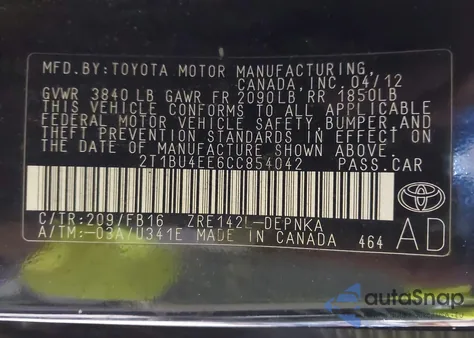 MFD.BY:TOYOTA MOTOR MANUFACTURING,
CANADA, INC. 04/12
GVWR 3840 LB GAWR FR 2090LB RR 1850LB
THIS VEHICLE CONFORMS TO ALL APPLICABLE
FEDERAL MOTOR VEHICLE SAFETY, BUMPER, AND
THEFT PREVENTION STANDARDS IN EFFECT ON
THE DATE OF MANUFACTURE SHOWN ABOVE.
2T1BU4EE6CC854042 PASS.CAR
C/TR:209/FB16 ZRE142L-DEPNKA
A/TM:-03A/U341E MADE IN CANADA 464
AD
autoSnap